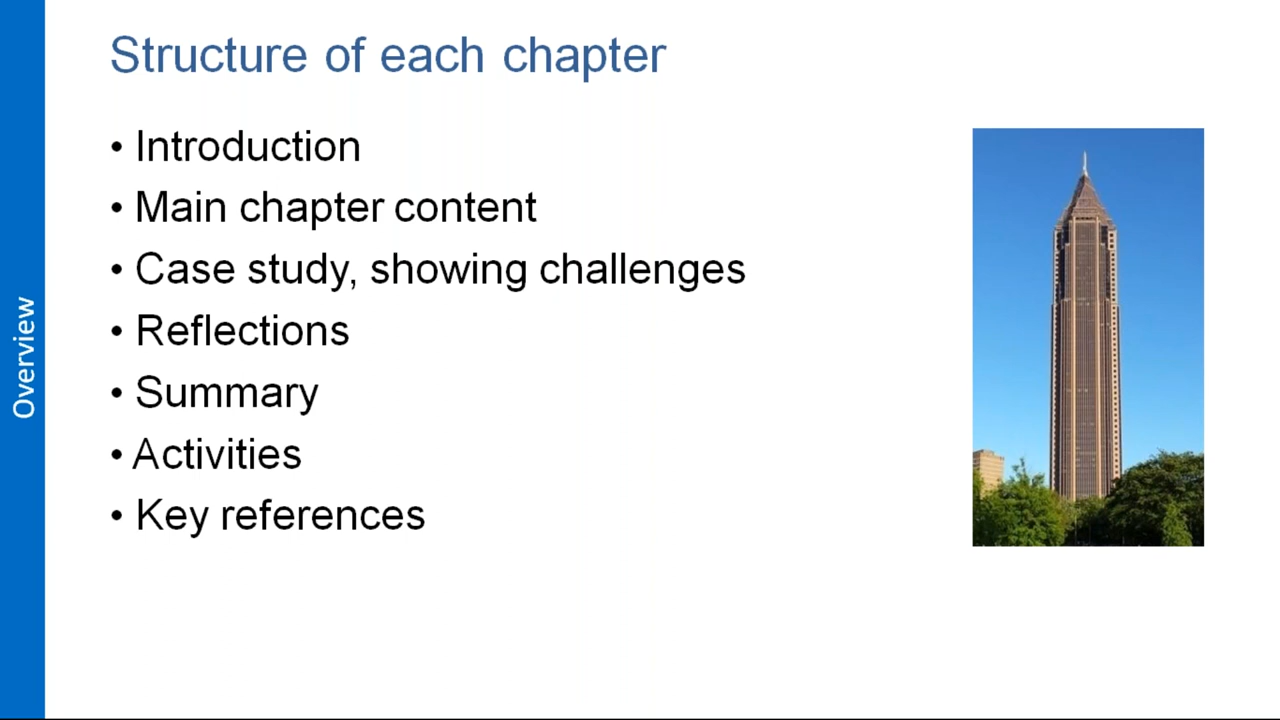 Structure of each chapter
• Introduction
• Main chapter content
• Case study, showing challenges
• Reflections
• Summary
• Activities
• Key references
Overview